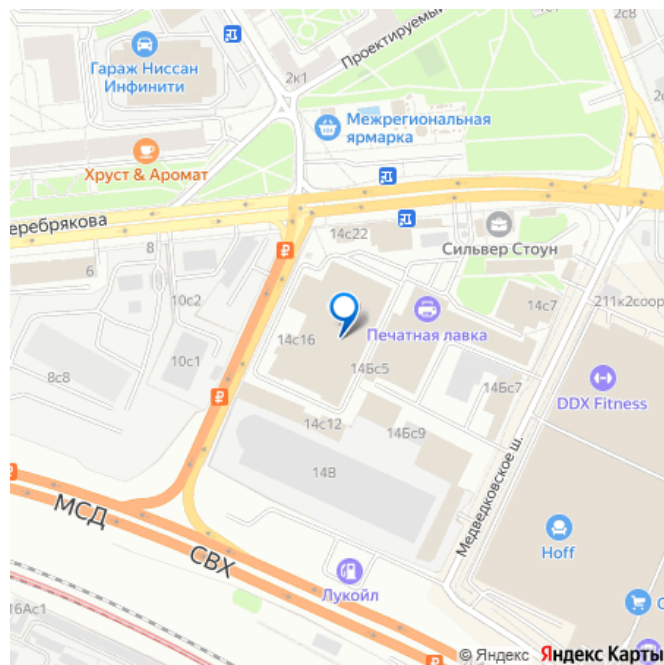 2с8
Проектируемый
Гараж Ниссан
Инфинити
2к1
Межрегиональная
ярмарка
Хруст & Аромат
еребрякова
14с22
Сильвер Стоун
8
6
10с2
14с7
211к2соор
14с16
Печатная лавка
10с1
14Бс5
8с8
14Бс7
DDX Fitness
14с12
14Бс9
14В
Медведковское ш.
МСД
СВХ
Hoff
Лукойл
16Ас1
© Яндекс Яндекс Карты